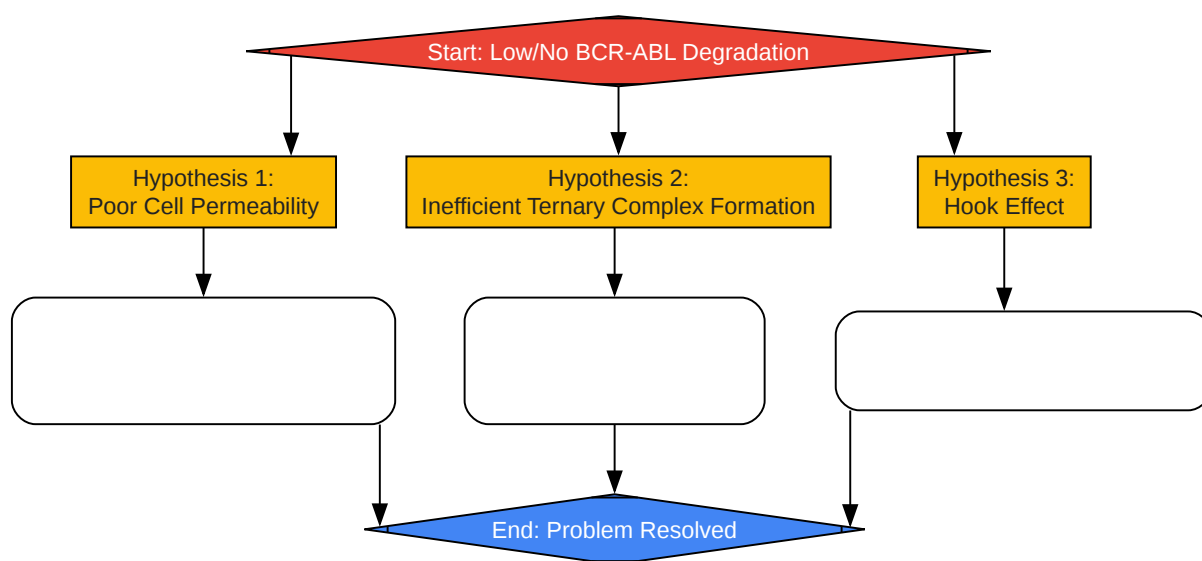 Start: Low/No BCR-ABL Degradation
Hypothesis 1:
Poor Cell Permeability
Hypothesis 2:
Inefficient Ternary Complex Formation
Hypothesis 3:
Hook Effect
End: Problem Resolved